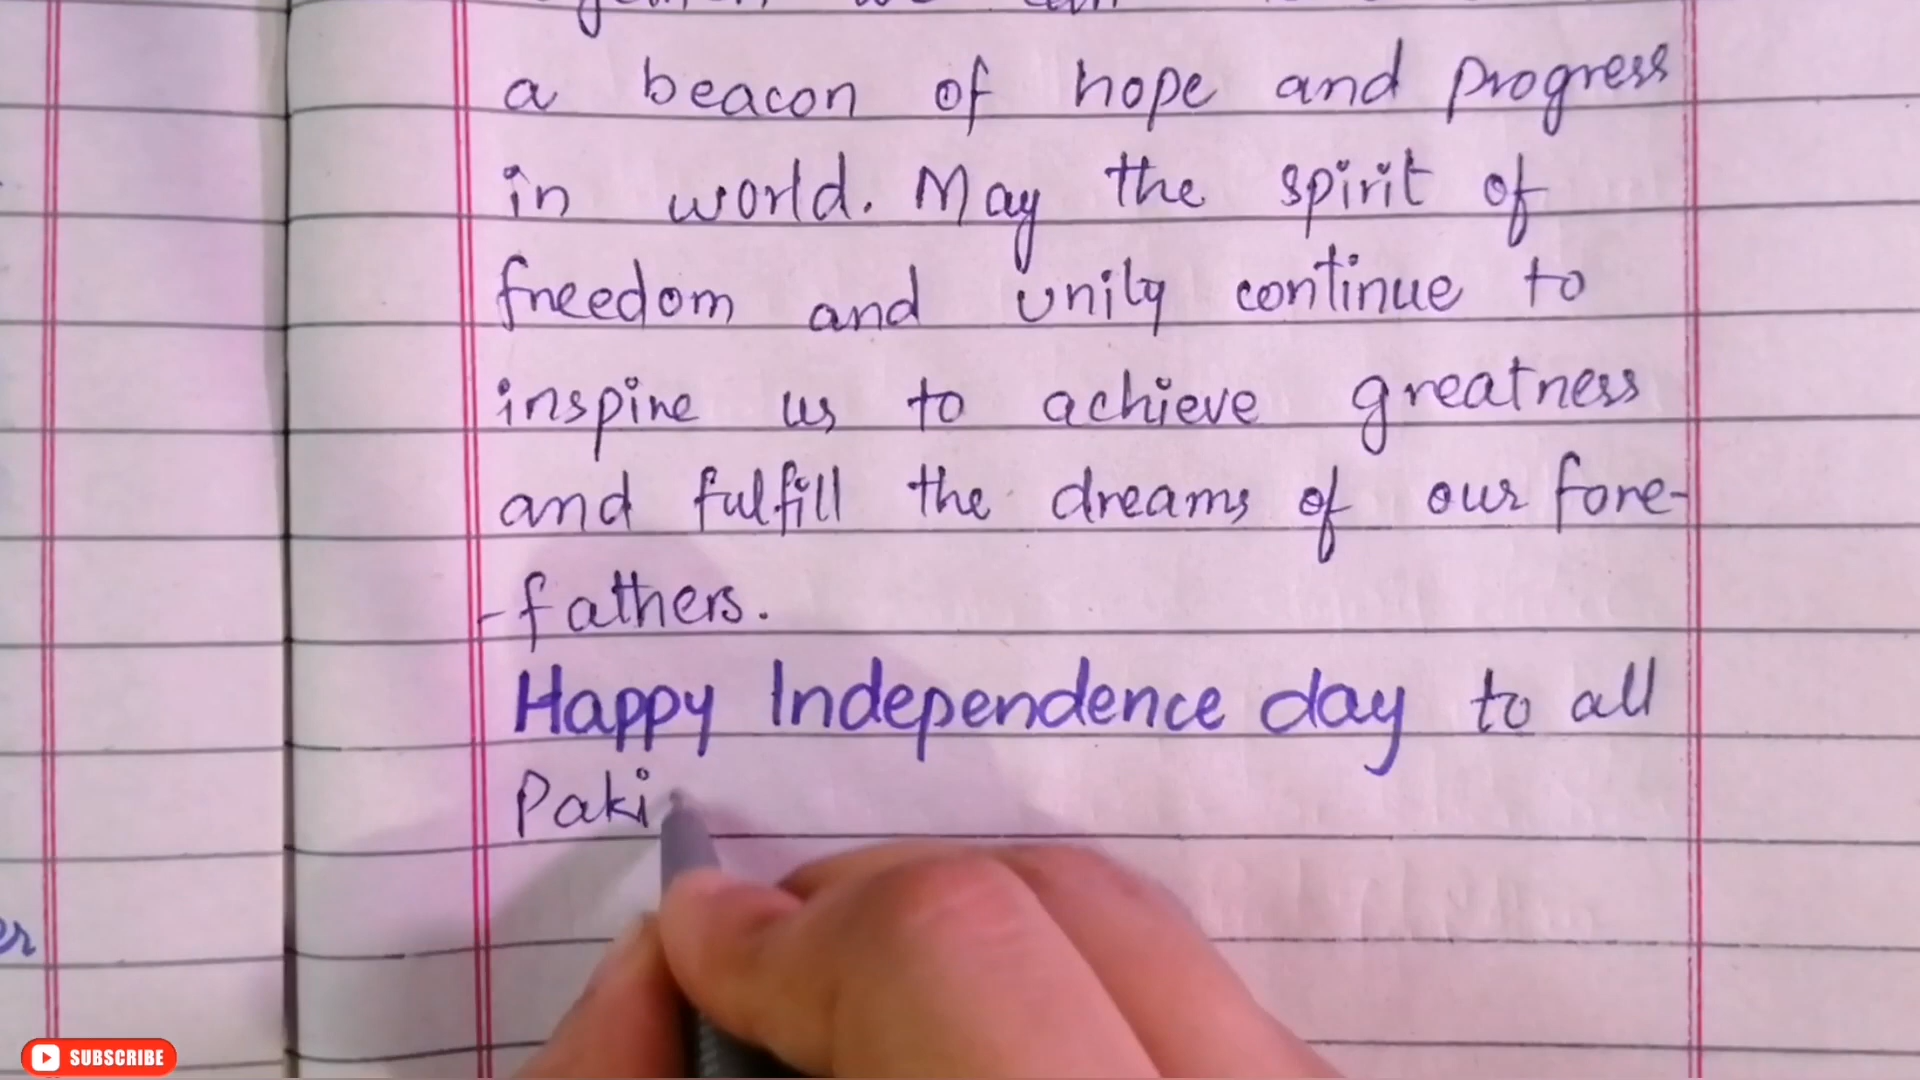 a beacon of hope and progress
in world. May the spirit of
freedom and unity continue to
inspire us to achieve greatness
and fulfill the dreams of our fore-
-fathers.
Happy Independence day to all
Paki
er
SUBSCRIBE